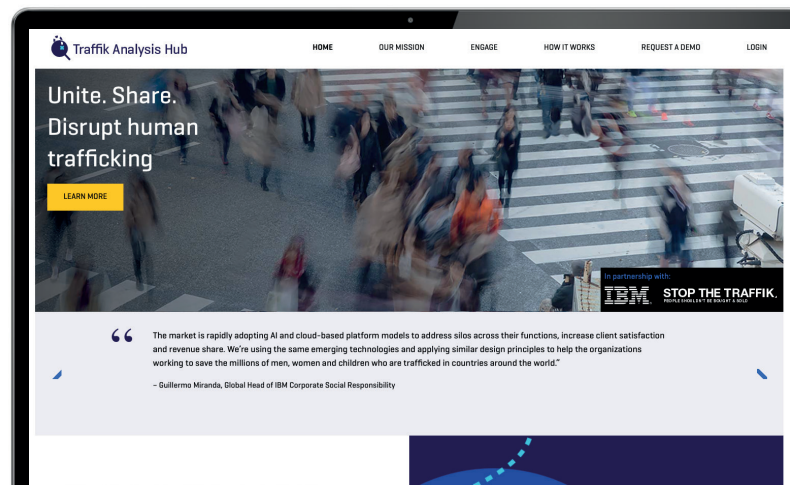 Traffik Analysis Hub
HOME OUR MISSION ENGAGE HOW IT WORKS REQUEST A DEMO LOGIN
Unite. Share.
Disrupt human
trafficking
LEARN MORE
In partnership with:
IBM. STOP THE TRAFFIK.
PEOPLE SHOULDN'T BE BOUGHT & SOLD
“ The market is rapidly adopting AI and cloud-based platform models to address silos across their functions, increase client satisfaction
and revenue share. We're using the same emerging technologies and applying similar design principles to help the organizations
working to save the millions of men, women and children who are trafficked in countries around the world.”
– Guillermo Miranda, Global Head of IBM Corporate Social Responsibility